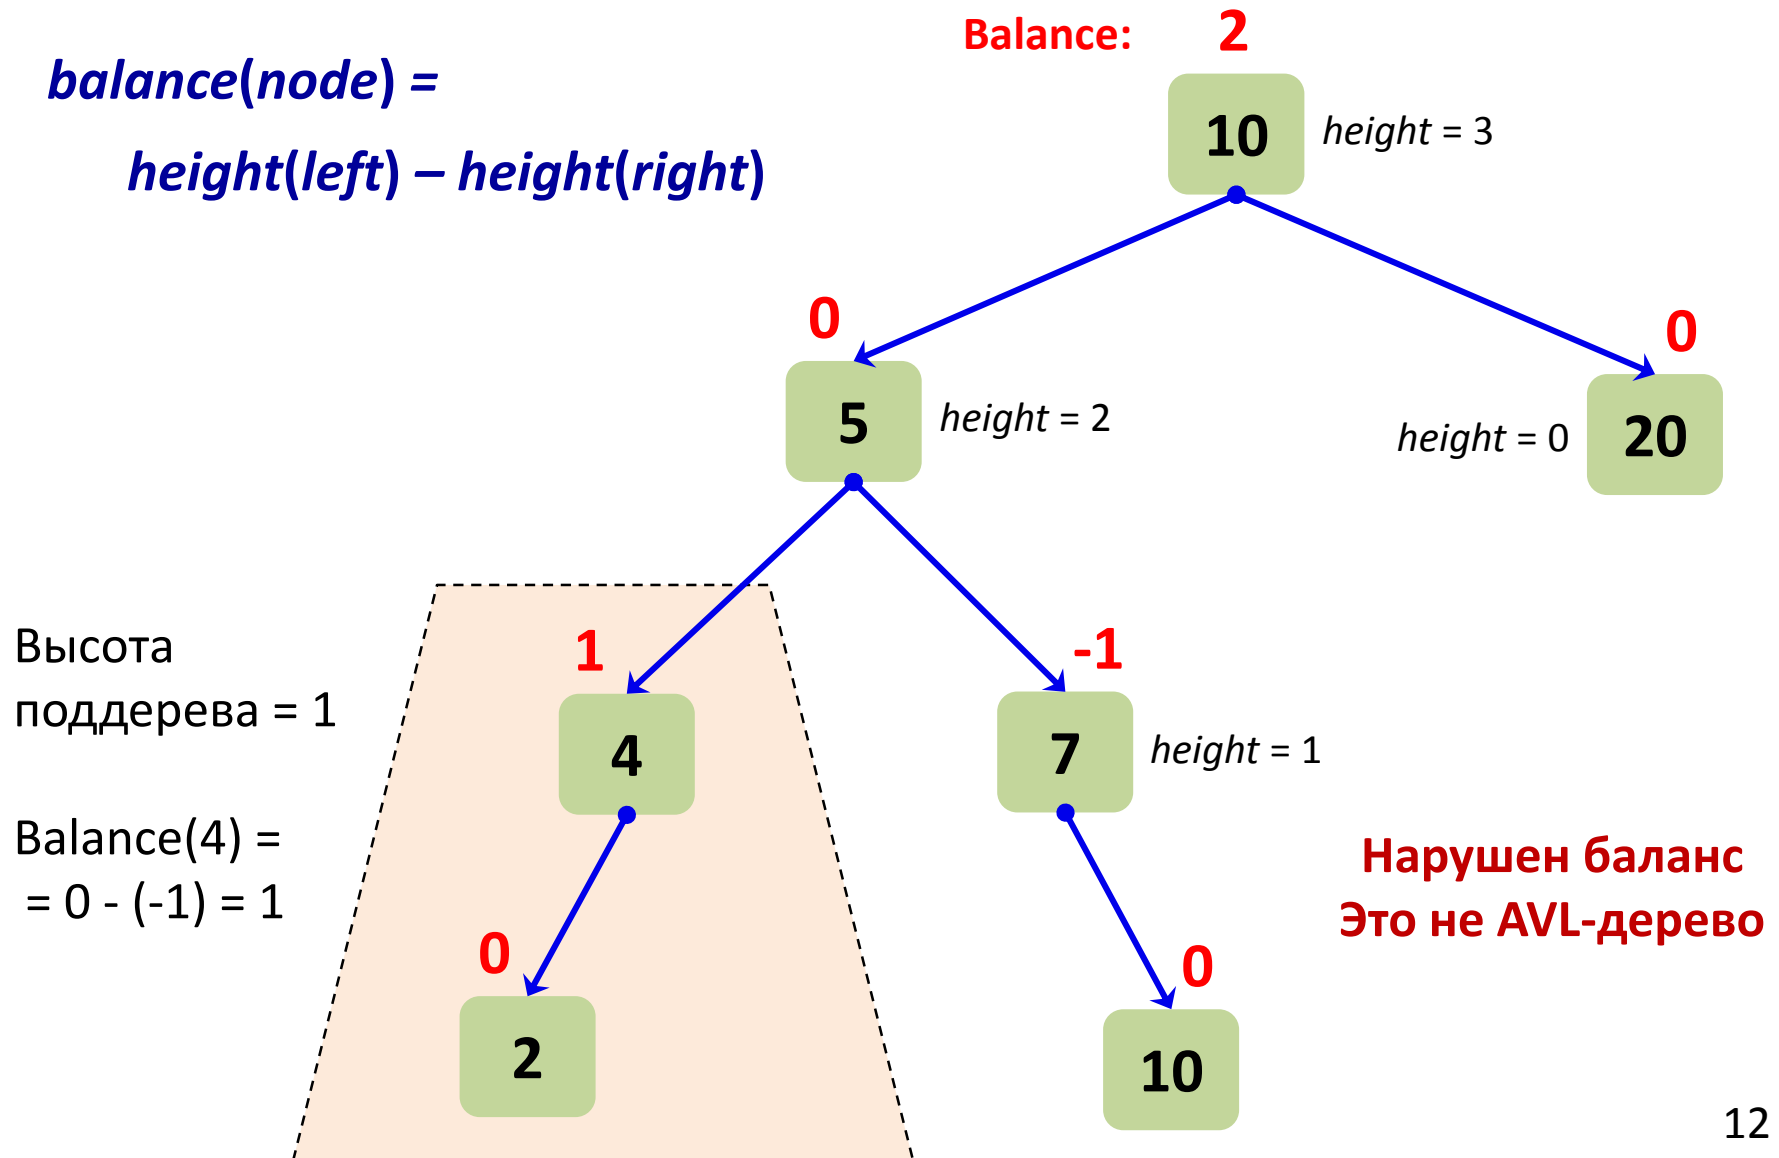 balance(node) =
height(left) – height(right)
Balance: 2
10 height = 3
0
0
5 height = 2
height = 0 20
Высота
поддерева = 1
1
-1
4
7 height = 1
Balance(4) =
= 0 - (-1) = 1
Нарушен баланс
Это не AVL-дерево
0
0
2
10
12